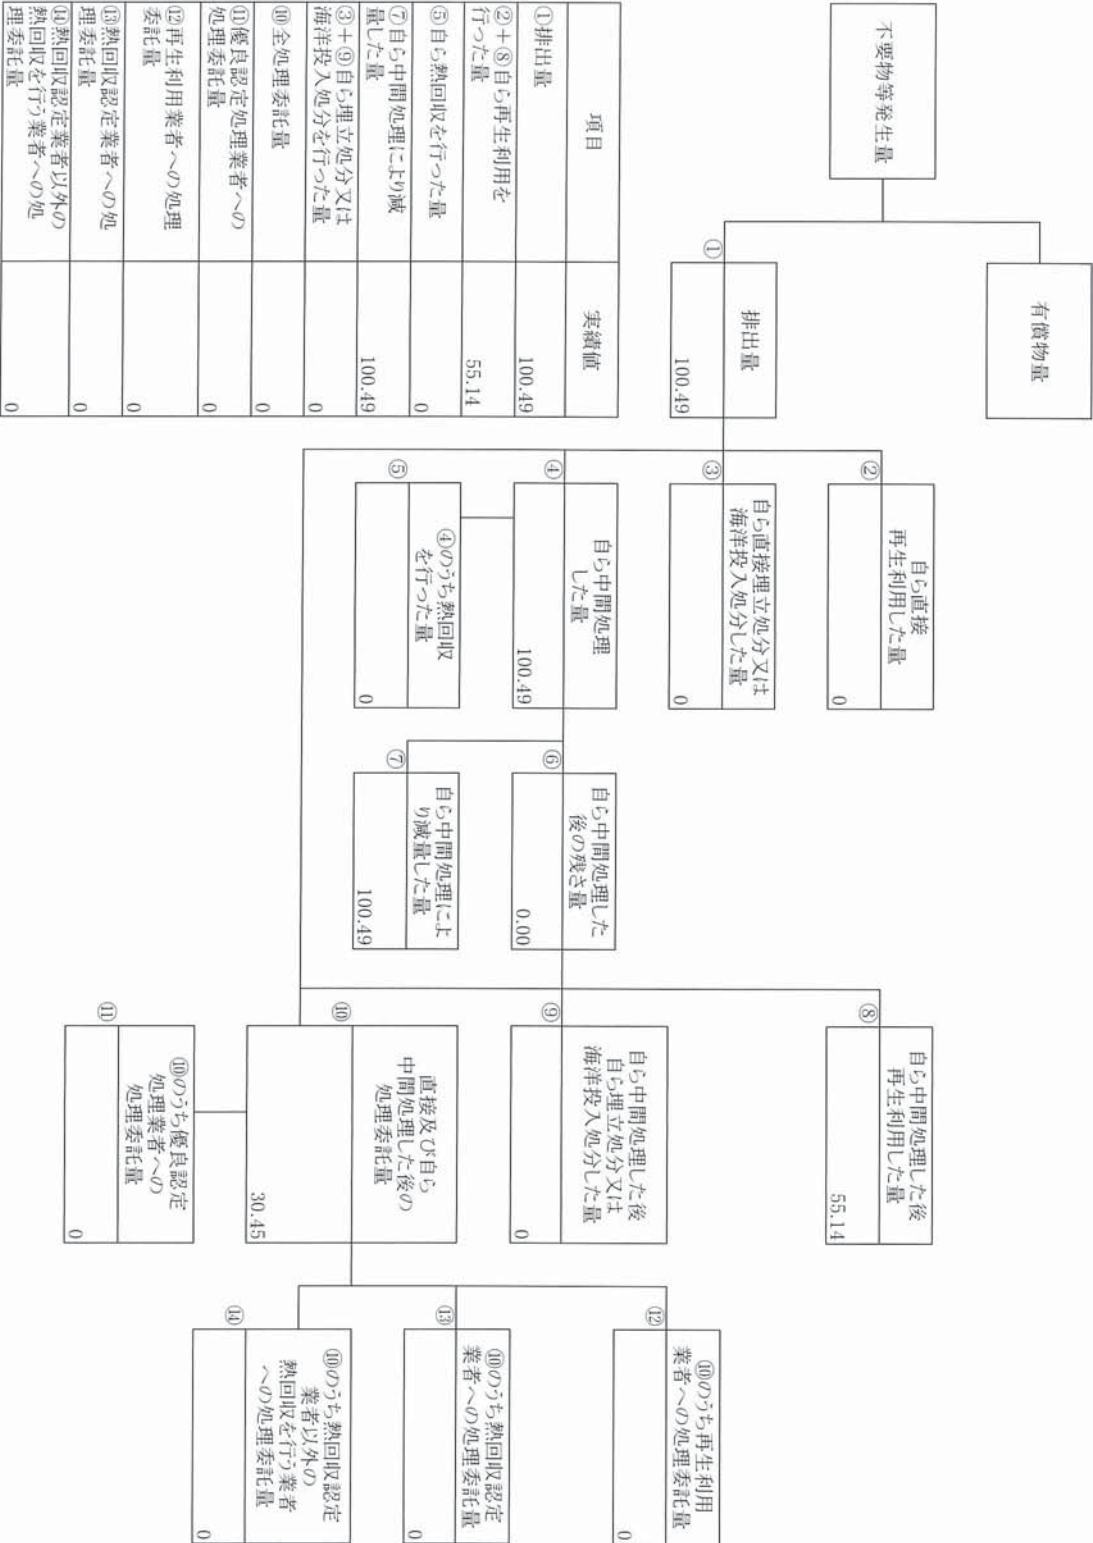 不要物等発生量
有償物量
①
排出量
100.49
②
自ら直接
再生利用した量
0
③
自ら直接埋立処分又は
海洋投入処分した量
0
④
自ら中間処理
した量
100.49
⑤
④のうち熱回収
を行った量
0
⑥
自ら中間処理した
後の残さ量
0.00
⑦
自ら中間処理によ
り減量した量
100.49
⑧
自ら中間処理した後
再生利用した量
55.14
⑨
自ら中間処理した後
自ら埋立処分又は
海洋投入処分した量
0
⑩
直接及び自ら
中間処理した後の
処理委託量
30.45
⑪
⑩のうち優良認定
処理業者への
処理委託量
0
⑫
⑩のうち再生利用
業者への処理委託量
0
⑬
⑩のうち熱回収認定
業者への処理委託量
0
⑭
⑩のうち熱回収認定
業者以外の
熱回収を行う業者
への処理委託量
0
項目 実績値
①排出量 100.49
②+⑧自ら再生利用を
行った量 55.14
⑤自ら熱回収を行った量 0
⑦自ら中間処理により減
量した量 100.49
③+⑨自ら埋立処分又は
海洋投入処分を行った量 0
⑩全処理委託量 0
⑪優良認定処理業者への
処理委託量 0
⑫再生利用業者への処理
委託量 0
⑬熱回収認定業者への処
理委託量 0
⑭熱回収認定業者以外の
熱回収を行う業者への処
理委託量 0